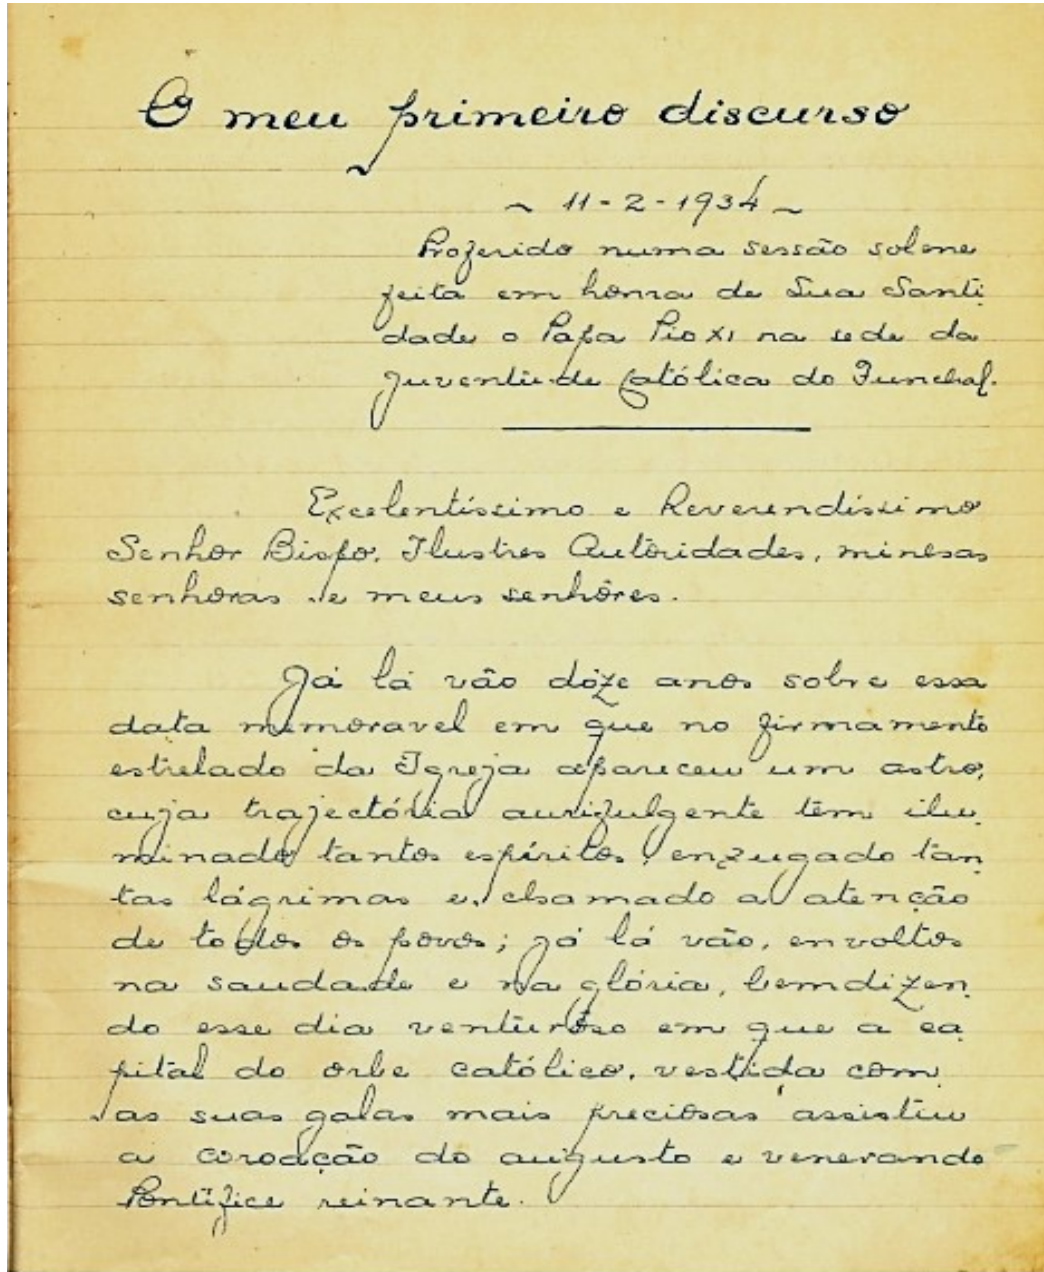 O meu primeiro discurso
~ 11-2-1934 ~
Proferido numa sessão solene
feita em honra de Sua Santi
dade o Papa Pio XI na sede da
Juventude Católica do Funchal.
Excelentíssimo e Reverendíssimo
Senhor Bispo, Ilustres Autoridades, minhas
senhoras e meus senhôres.
Já lá vão dôze anos sobre essa
data memoravel em que no firmamento
estrelado da Igreja apareceu um astro,
cuja trajectória aurifulgente têm ilu
minado tantos espíritos, enxugado tan
tas lágrimas e, chamado a atenção
de todos os povos; já lá vão, envoltos
na saudade e na glória, bemdizen
do esse dia venturoso em que a ca
pital do orbe católico, vestida com
as suas galas mais preciosas assistiu
a coroação do augusto e venerando
Pontífice reinante.